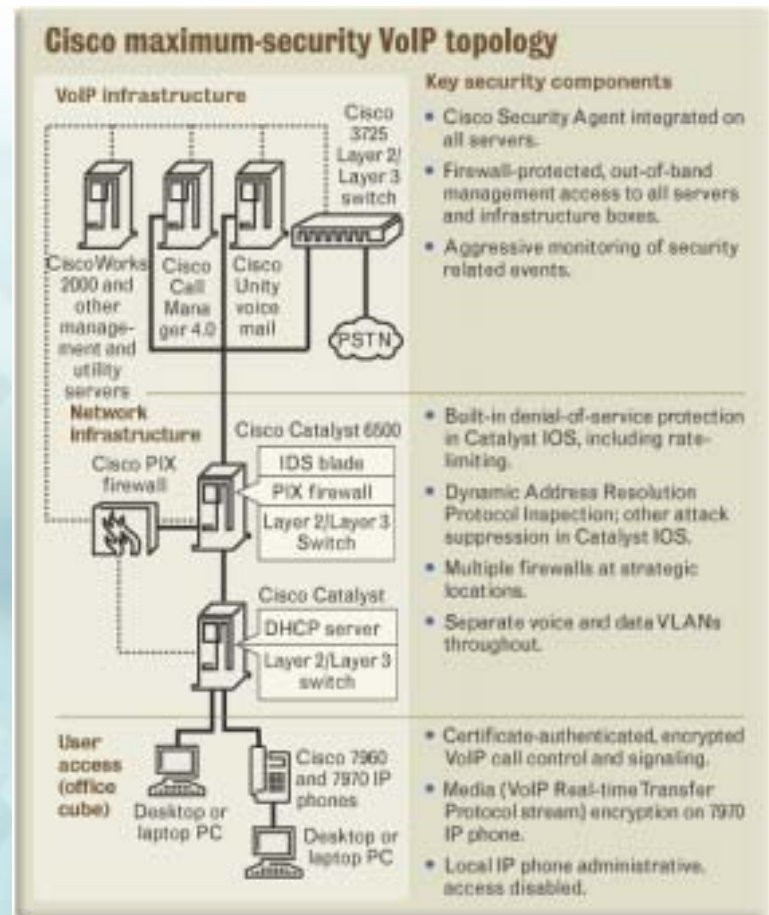 Cisco maximum-security VoIP topology
VoIP infrastructure
Cisco
3725
Layer 2/
Layer 3
switch
CiscoWorks
2000 and
other
manage-
ment and
utility
servers
Cisco
Call
Mana
ger 4.0
Cisco
Unity
voice
mail
PSTN
Key security components
• Cisco Security Agent integrated on
all servers.
• Firewall-protected, out-of-band
management access to all servers
and infrastructure boxes.
• Aggressive monitoring of security
related events.
Network
infrastructure
Cisco PIX
firewall
Cisco Catalyst 6500
IDS blade
PIX firewall
Layer 2/Layer 3
Switch
Cisco Catalyst
DHCP server
Layer 2/Layer 3
switch
• Built-in denial-of-service protection
in Catalyst IOS, including rate-
limiting.
• Dynamic Address Resolution
Protocol Inspection; other attack
suppression in Catalyst IOS.
• Multiple firewalls at strategic
locations.
• Separate voice and data VLANs
throughout.
User
access
(office
cube)
Desktop or
laptop PC
Cisco 7960
and 7970 IP
phones
Desktop or
laptop PC
• Certificate-authenticated, encrypted
VoIP call control and signaling.
• Media (VoIP Real-time Transfer
Protocol stream) encryption on 7970
IP phone.
• Local IP phone administrative.
access disabled.